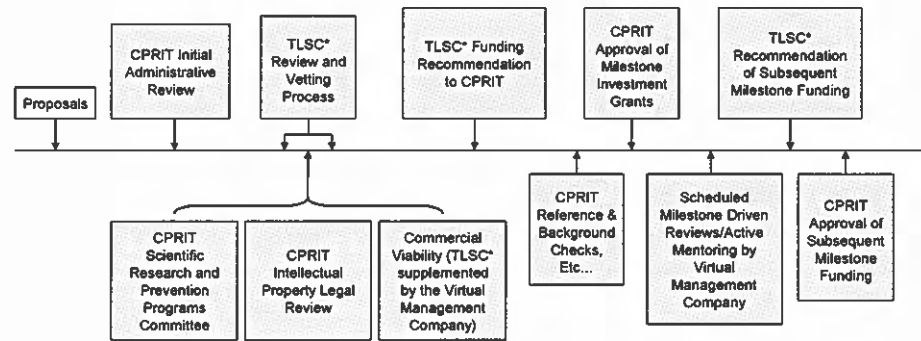 Proposals
CPRIT Initial
Administrative
Review
TLSC*
Review and
Vetting
Process
TLSC* Funding
Recommendation
to CPRIT
CPRIT
Approval of
Milestone
Investment
Grants
TLSC*
Recommendation
of Subsequent
Milestone Funding
CPRIT
Scientific
Research and
Prevention
Programs
Committee
CPRIT
Intellectual
Property Legal
Review
Commercial
Viability (TLSC*
supplemented
by the Virtual
Management
Company)
CPRIT
Reference &
Background
Checks,
Etc...
Scheduled
Milestone Driven
Reviews/Active
Mentoring by
Virtual
Management
Company
CPRIT
Approval of
Subsequent
Milestone
Funding